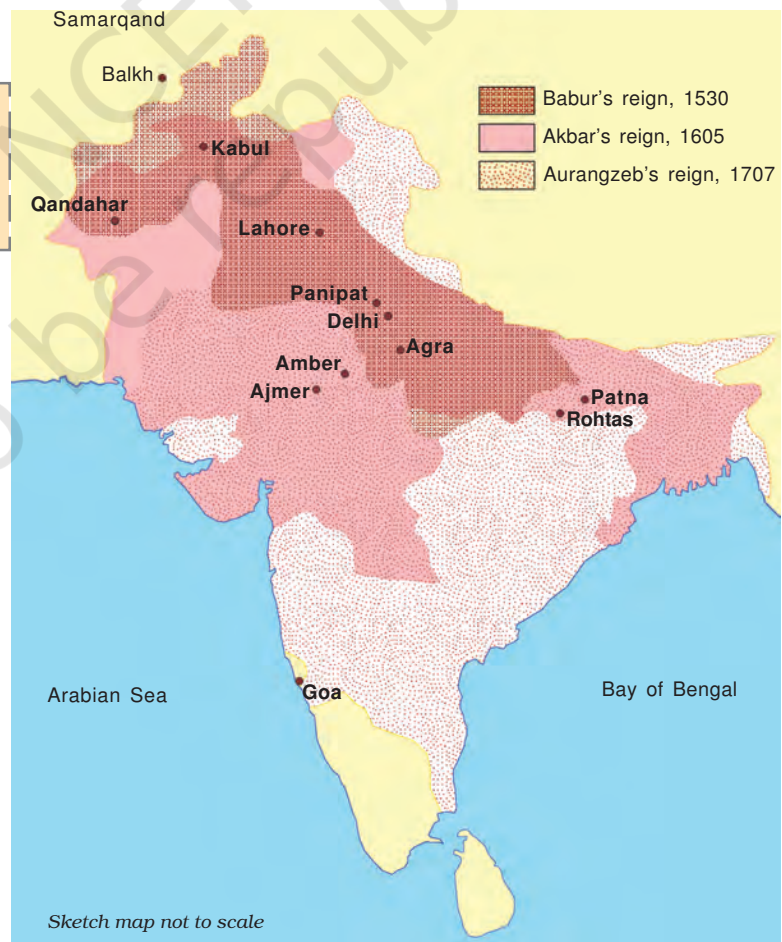 Samarqand
Balkh
Babur's reign, 1530
Akbar's reign, 1605
Aurangzeb's reign, 1707
Kabul
Qandahar
Lahore
Panipat
Delhi
Agra
Amber
Ajmer
Patna
Rohtas
Goa
Arabian Sea
Bay of Bengal
Sketch map not to scale